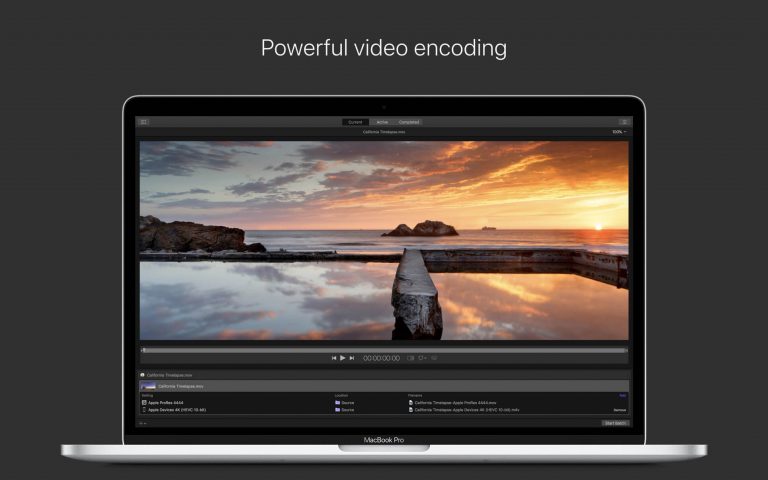 Powerful video encoding
Current Active Completed
California Timelapse.mov
100%
00:00:00:00
California Timelapse.mov
California Timelapse.mov
Setting Location Filename Add
Apple ProRes 4444 Source California Timelapse-Apple ProRes 4444.mov
Apple Devices 4K (HEVC 10-bit) Source California Timelapse-Apple Devices 4K (HEVC 10-bit).m4v Remove
Start Batch
MacBook Pro